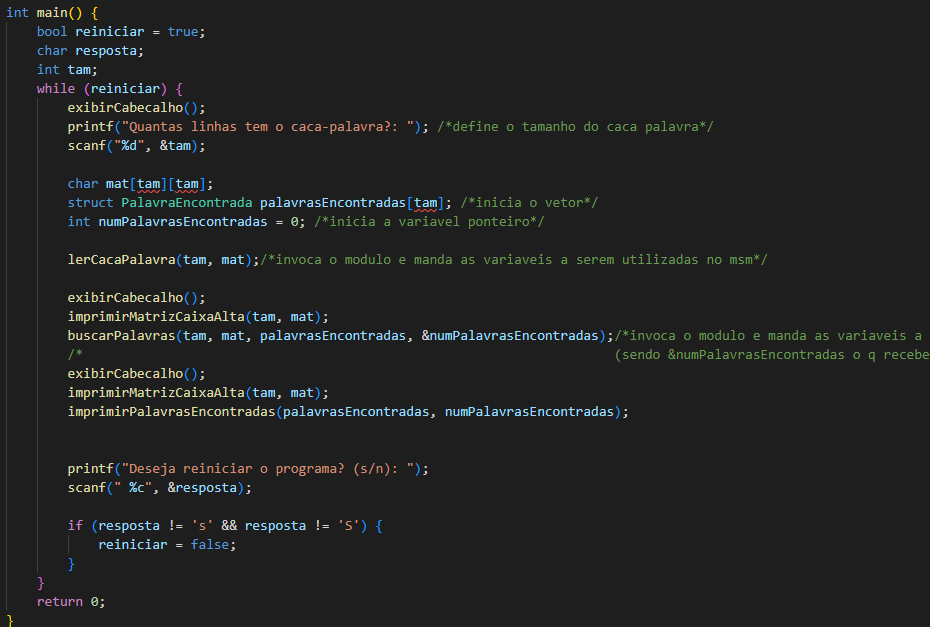 int main() {
    bool reiniciar = true;
    char resposta;
    int tam;
    while (reiniciar) {
        exibirCabecalho();
        printf("Quantas linhas tem o caca-palavra?: "); /*define o tamanho do caca palavra*/
        scanf("%d", &tam);

        char mat[tam][tam];
        struct PalavraEncontrada palavrasEncontradas[tam]; /*inicia o vetor*/
        int numPalavrasEncontradas = 0; /*inicia a variavel ponteiro*/

        lerCacaPalavra(tam, mat);/*invoca o modulo e manda as variaveis a serem utilizadas no msm*/

        exibirCabecalho();
        imprimirMatrizCaixaAlta(tam, mat);
        buscarPalavras(tam, mat, palavrasEncontradas, &numPalavrasEncontradas);/*invoca o modulo e manda as variaveis a
        /*                                                                      (sendo &numPalavrasEncontradas o q recebe
        exibirCabecalho();
        imprimirMatrizCaixaAlta(tam, mat);
        imprimirPalavrasEncontradas(palavrasEncontradas, numPalavrasEncontradas);


        printf("Deseja reiniciar o programa? (s/n): ");
        scanf(" %c", &resposta);

        if (resposta != 's' && resposta != 'S') {
            reiniciar = false;
        }
    }
    return 0;
}